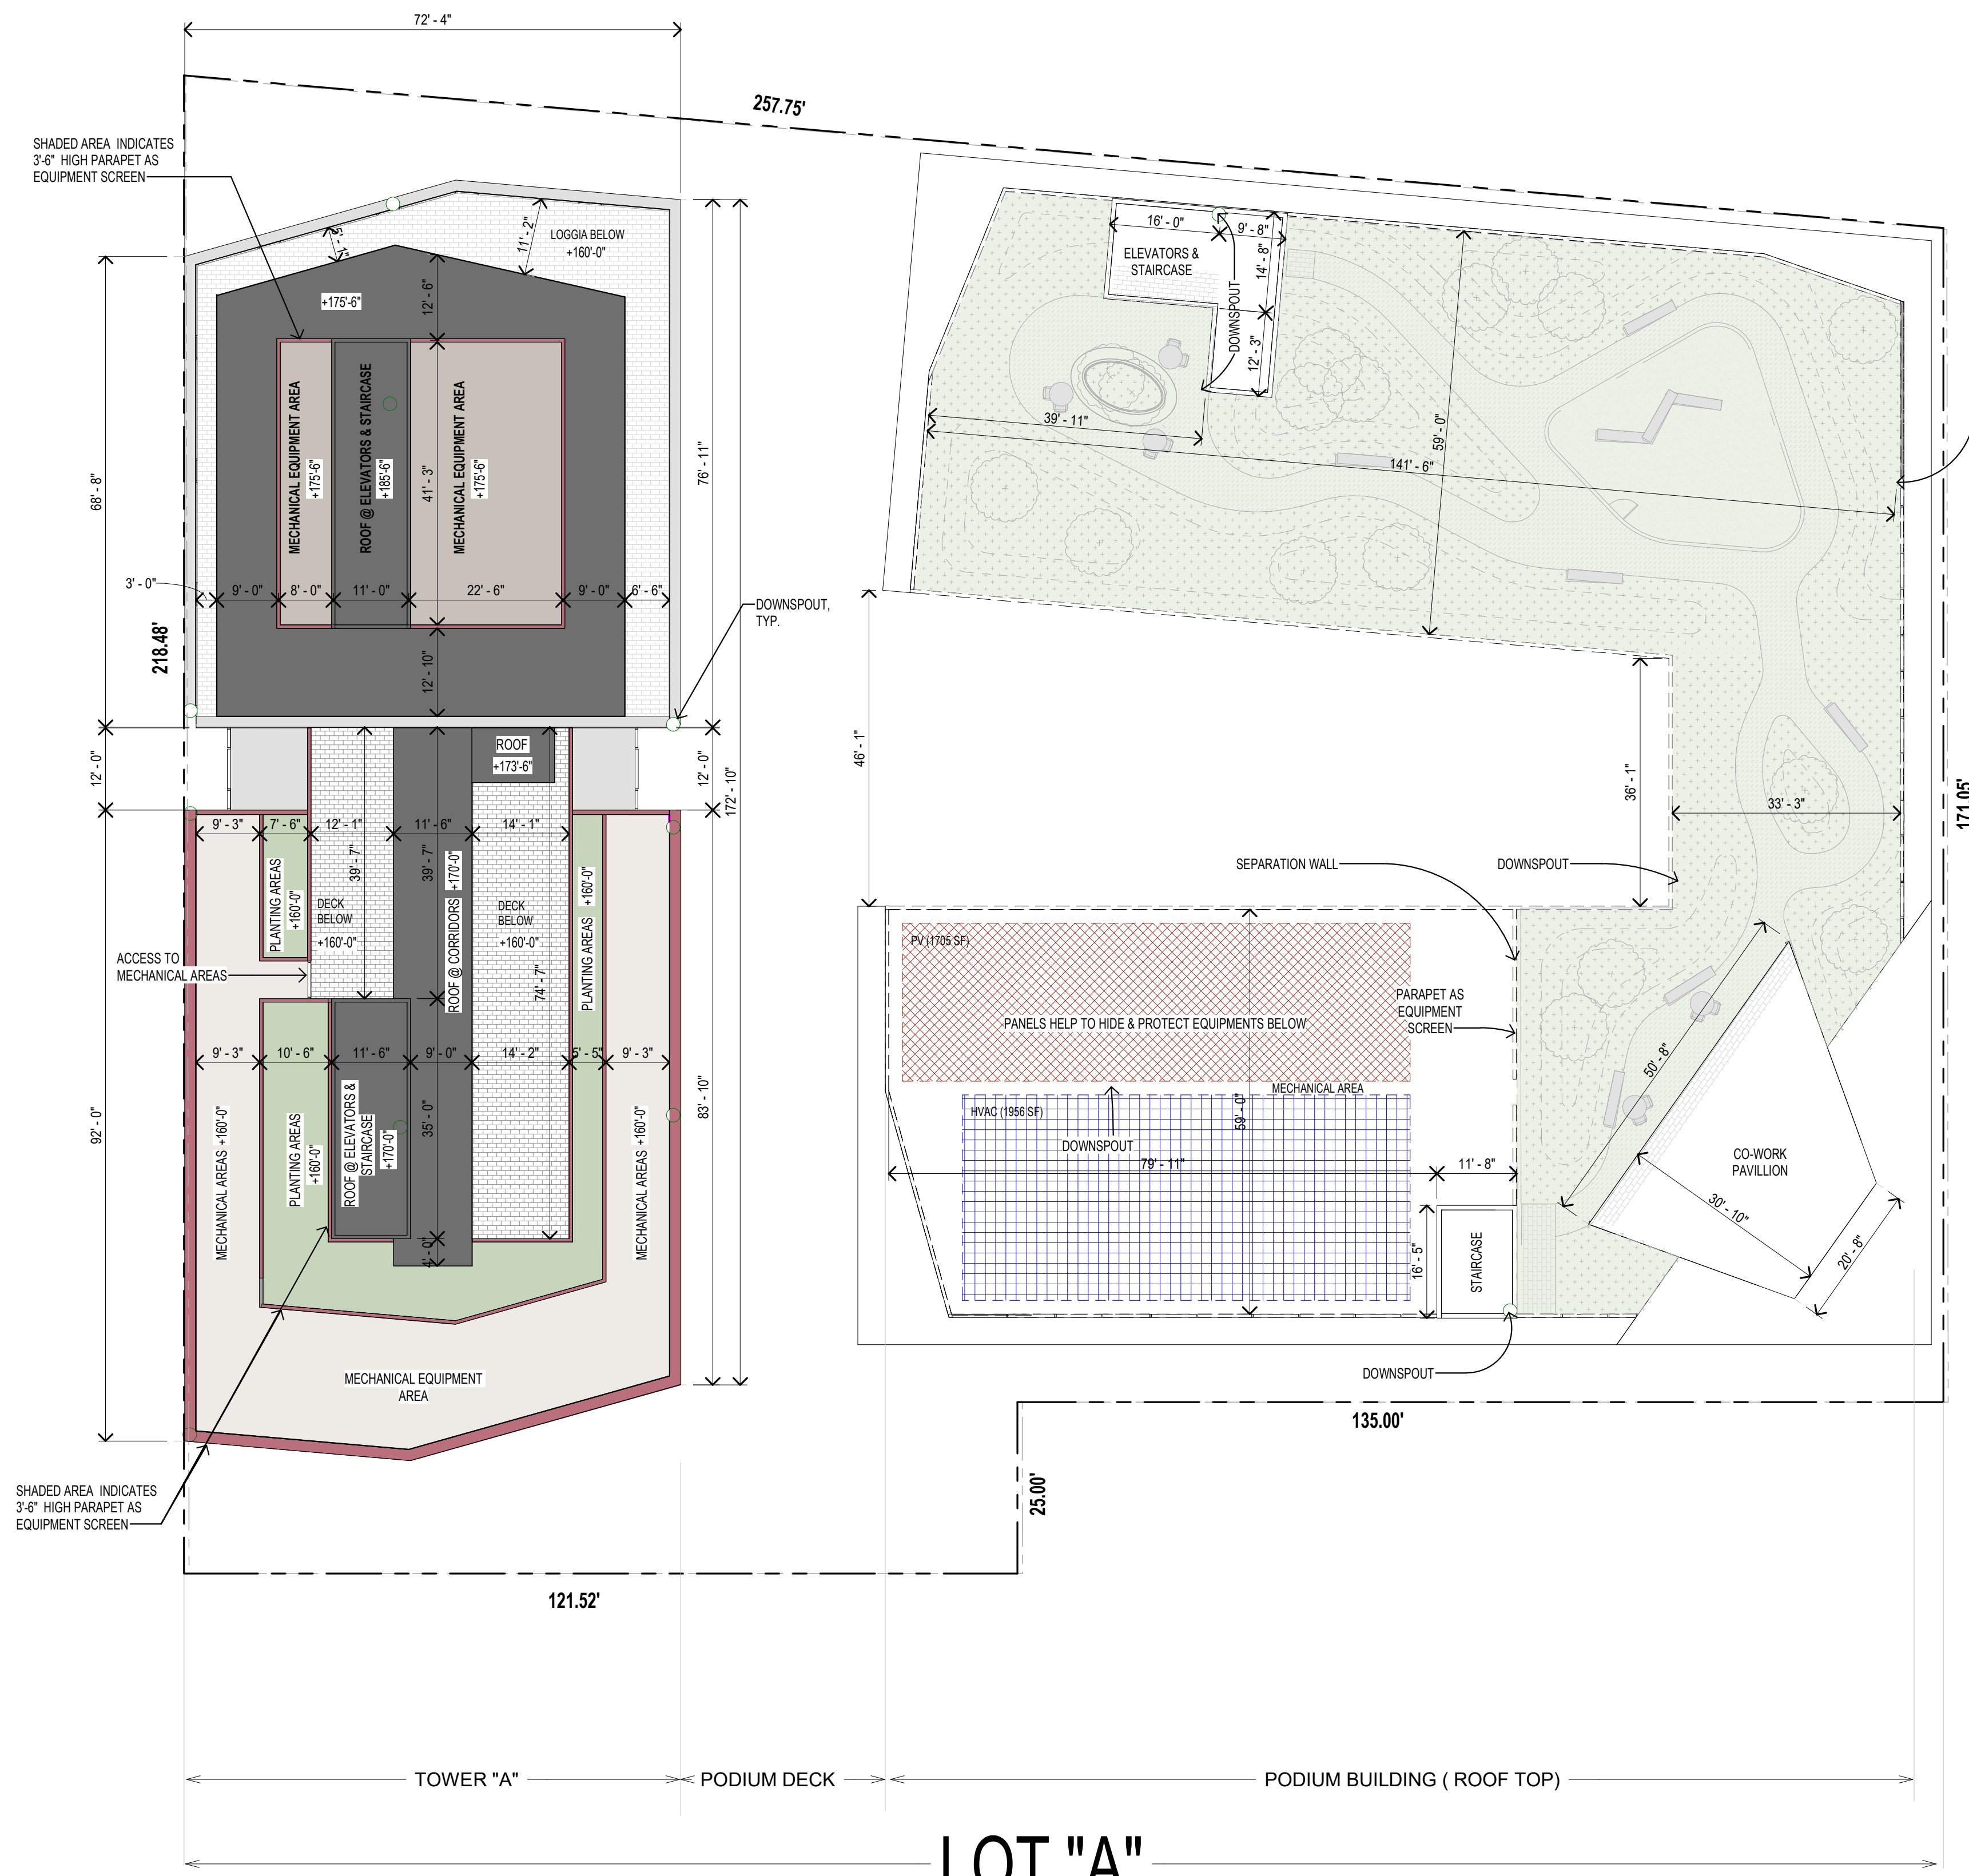 72' - 4"
257.75'
SHADED AREA INDICATES
3'-6" HIGH PARAPET AS
EQUIPMENT SCREEN
5' - 1"
11' - 2"
LOGGIA BELOW
+160'-0"
+175'-6"
12' - 6"
MECHANICAL EQUIPMENT AREA
+175'-6"
ROOF @ ELEVATORS & STAIRCASE
+185'-6"
41' - 3"
MECHANICAL EQUIPMENT AREA
+175'-6"
68' - 8"
76' - 11"
3' - 0"
9' - 0"
8' - 0"
11' - 0"
22' - 6"
9' - 0"
6' - 6"
DOWNSPOUT,
TYP.
218.48'
12' - 10"
16' - 0"
9' - 8"
ELEVATORS &
STAIRCASE
14' - 8"
DOWNSPOUT
12' - 3"
39' - 11"
59' - 0"
141' - 6"
12' - 0"
ROOF
+173'-6"
12' - 0"
172' - 10"
46' - 1"
36' - 1"
33' - 3"
171.05'
9' - 3"
7' - 6"
12' - 1"
11' - 6"
14' - 1"
39' - 7"
39' - 7"
PLANTING AREAS
+160'-0"
DECK
BELOW
+160'-0"
ROOF @ CORRIDORS +170'-0"
DECK
BELOW
+160'-0"
74' - 7"
PLANTING AREAS +160'-0"
ACCESS TO
MECHANICAL AREAS
SEPARATION WALL
DOWNSPOUT
PV (1705 SF)
PANELS HELP TO HIDE & PROTECT EQUIPMENTS BELOW
PARAPET AS
EQUIPMENT
SCREEN
9' - 3"
10' - 6"
11' - 6"
9' - 0"
14' - 2"
5' - 5"
9' - 3"
92' - 0"
MECHANICAL AREAS +160'-0"
PLANTING AREAS
+160'-0"
ROOF @ ELEVATORS &
STAIRCASE
+170'-0"
35' - 0"
4' - 0"
MECHANICAL AREAS +160'-0"
83' - 10"
MECHANICAL AREA
HVAC (1956 SF)
59' - 0"
DOWNSPOUT
79' - 11"
11' - 8"
16' - 5"
STAIRCASE
50' - 8"
CO-WORK
PAVILLION
30' - 10"
20' - 8"
MECHANICAL EQUIPMENT
AREA
DOWNSPOUT
135.00'
SHADED AREA INDICATES
3'-6" HIGH PARAPET AS
EQUIPMENT SCREEN
25.00'
121.52'
TOWER "A"
PODIUM DECK
PODIUM BUILDING ( ROOF TOP)
LOT "A"